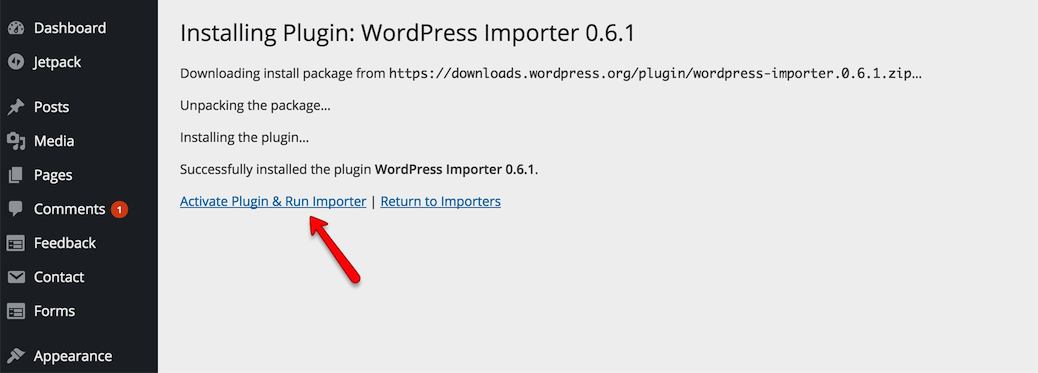 Dashboard
Jetpack
Posts
Media
Pages
Comments 1
Feedback
Contact
Forms
Appearance
Installing Plugin: WordPress Importer 0.6.1
Downloading install package from https://downloads.wordpress.org/plugin/wordpress-importer.0.6.1.zip…
Unpacking the package…
Installing the plugin…
Successfully installed the plugin WordPress Importer 0.6.1.
Activate Plugin & Run Importer | Return to Importers